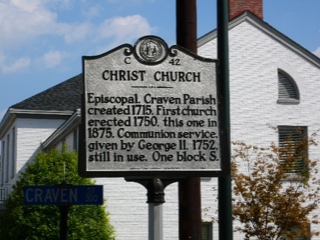 C 42
CHRIST CHURCH
Episcopal. Craven Parish
created 1715. First church
erected 1750, this one in
1875. Communion service,
given by George II, 1752,
still in use. One block S.
CRAVEN